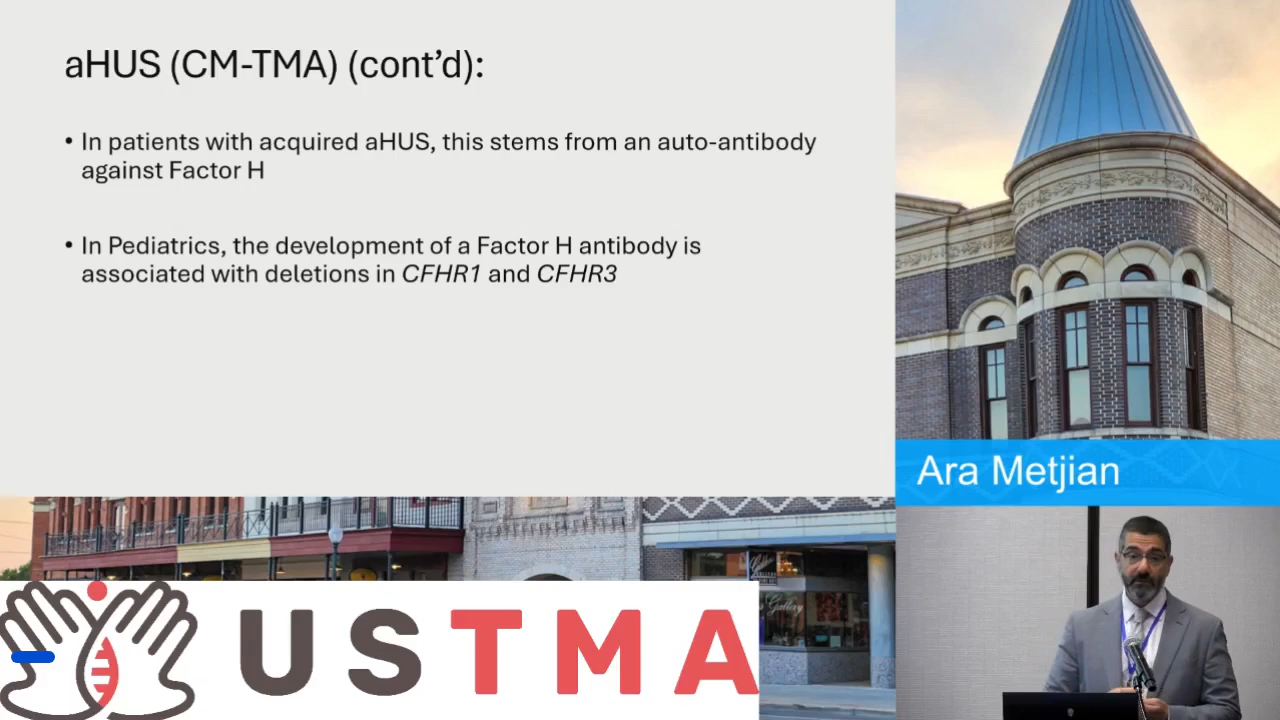 aHUS (CM-TMA) (cont’d):
• In patients with acquired aHUS, this stems from an auto-antibody
against Factor H
• In Pediatrics, the development of a Factor H antibody is
associated with deletions in CFHR1 and CFHR3
Ara Metjian
Gallery
USTMA